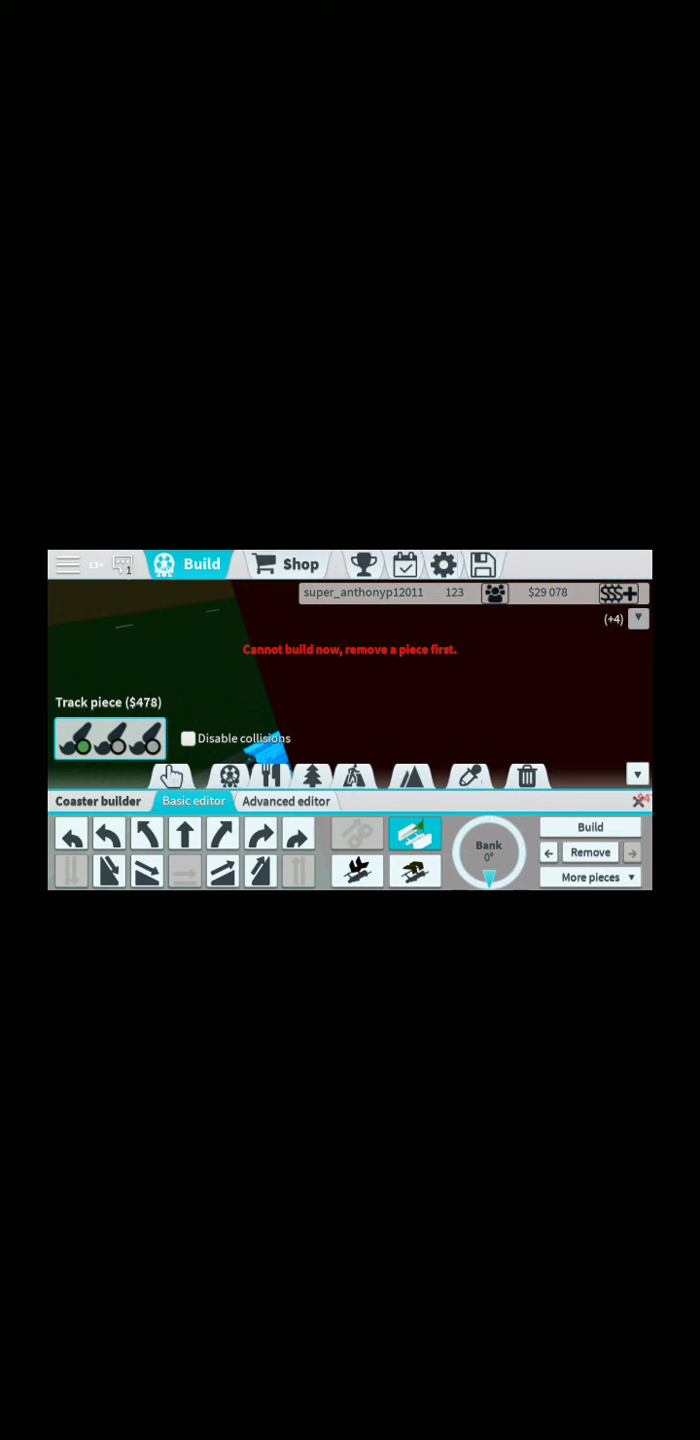 13+
1
Build
Shop
super_anthonyp12011 123 $29 078 $$$+
(+4)
Cannot build now, remove a piece first.
Track piece ($478)
Disable collisions
Coaster builder Basic editor Advanced editor
Bank
0°
Build
Remove
More pieces